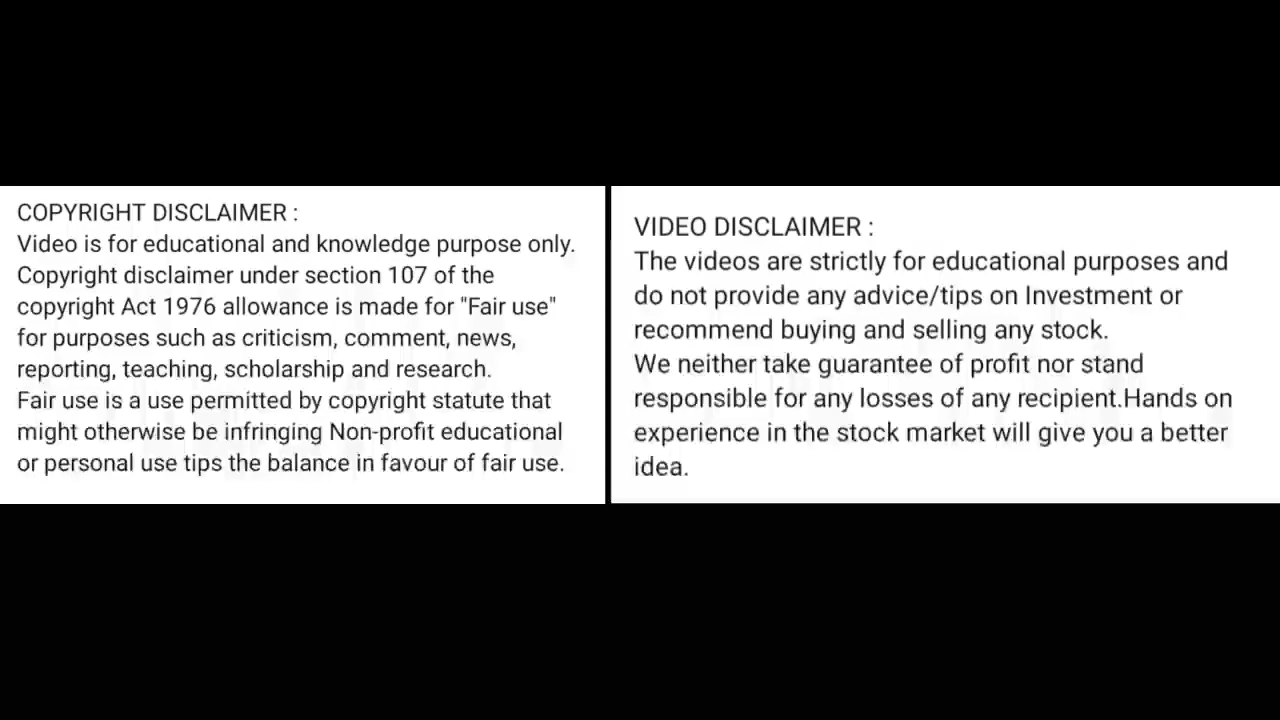 COPYRIGHT DISCLAIMER :
Video is for educational and knowledge purpose only.
Copyright disclaimer under section 107 of the
copyright Act 1976 allowance is made for "Fair use"
for purposes such as criticism, comment, news,
reporting, teaching, scholarship and research.
Fair use is a use permitted by copyright statute that
might otherwise be infringing Non-profit educational
or personal use tips the balance in favour of fair use.
VIDEO DISCLAIMER :
The videos are strictly for educational purposes and
do not provide any advice/tips on Investment or
recommend buying and selling any stock.
We neither take guarantee of profit nor stand
responsible for any losses of any recipient.Hands on
experience in the stock market will give you a better
idea.